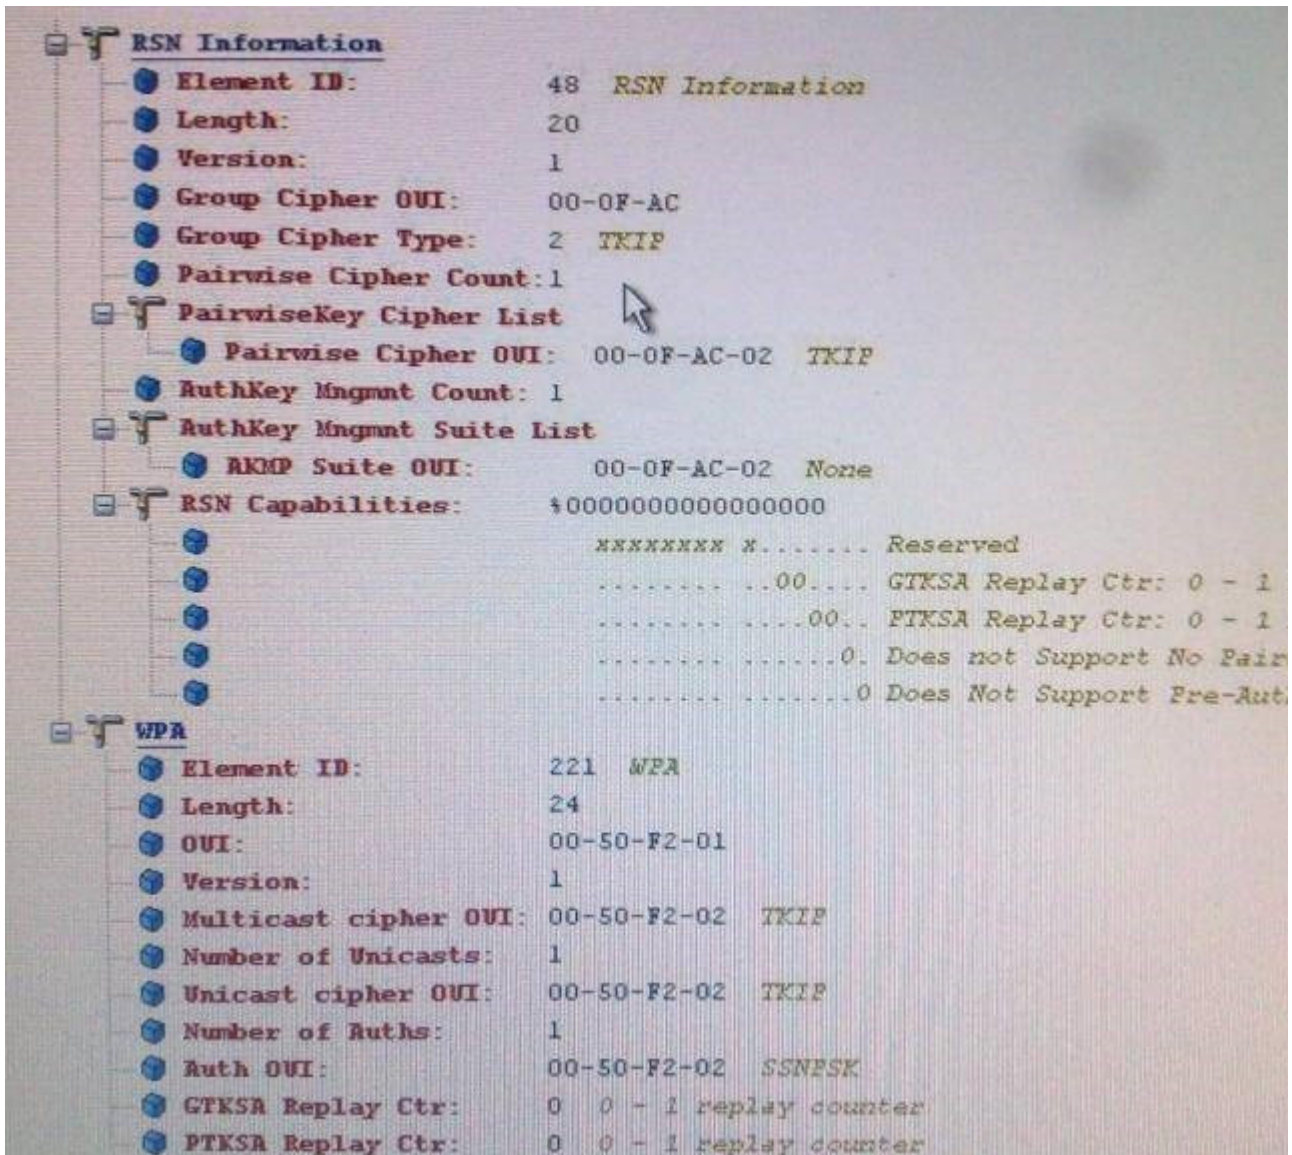 RSN Information
Element ID: 48 RSN Information
Length: 20
Version: 1
Group Cipher OUI: 00-0F-AC
Group Cipher Type: 2 TKIP
Pairwise Cipher Count:1
PairwiseKey Cipher List
Pairwise Cipher OUI: 00-0F-AC-02 TKIP
AuthKey Mngmnt Count: 1
AuthKey Mngmnt Suite List
AKMP Suite OUI: 00-0F-AC-02 None
RSN Capabilities: %0000000000000000
xxxxxxxx x....... Reserved
........ ..00.... GTKSA Replay Ctr: 0 - 1
........ ....00.. PTKSA Replay Ctr: 0 - 1
........ ......0. Does not Support No Pair
........ .......0 Does Not Support Pre-Aut
WPA
Element ID: 221 WPA
Length: 24
OUI: 00-50-F2-01
Version: 1
Multicast cipher OUI: 00-50-F2-02 TKIP
Number of Unicasts: 1
Unicast cipher OUI: 00-50-F2-02 TKIP
Number of Auths: 1
Auth OUI: 00-50-F2-02 SSNPSK
GTKSA Replay Ctr: 0 0 - 1 replay counter
PTKSA Replay Ctr: 0 0 - 1 replay counter